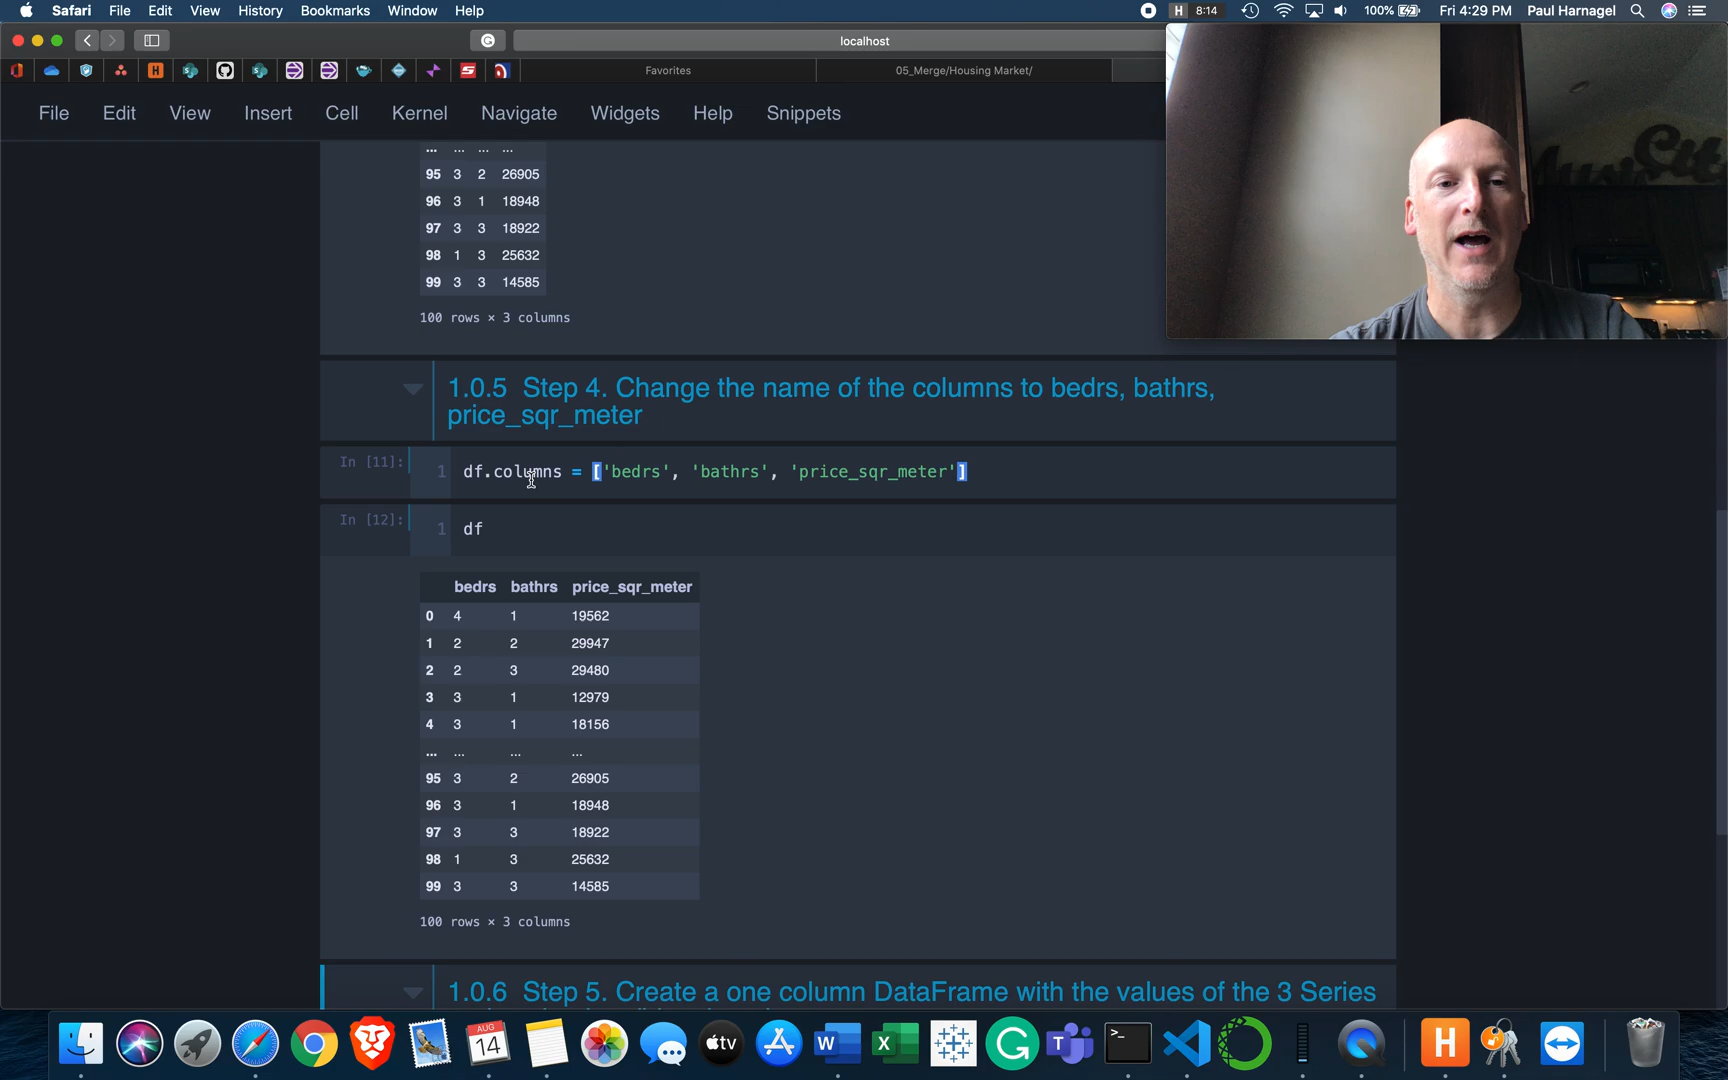 Safari File Edit View History Bookmarks Window Help
H 8:14 100% Fri 4:29 PM Paul Harnagel
localhost
Favorites 05_Merge/Housing Market/
File Edit View Insert Cell Kernel Navigate Widgets Help Snippets
... ... ... ...
95 3 2 26905
96 3 1 18948
97 3 3 18922
98 1 3 25632
99 3 3 14585
100 rows × 3 columns
1.0.5 Step 4. Change the name of the columns to bedrs, bathrs,
price_sqr_meter
In [11]: 1 df.columns = ['bedrs', 'bathrs', 'price_sqr_meter']
In [12]: 1 df
bedrs bathrs price_sqr_meter
0 4 1 19562
1 2 2 29947
2 2 3 29480
3 3 1 12979
4 3 1 18156
... ... ... ...
95 3 2 26905
96 3 1 18948
97 3 3 18922
98 1 3 25632
99 3 3 14585
100 rows × 3 columns
1.0.6 Step 5. Create a one column DataFrame with the values of the 3 Series
AUG
14
tv
W
X
G
T
H